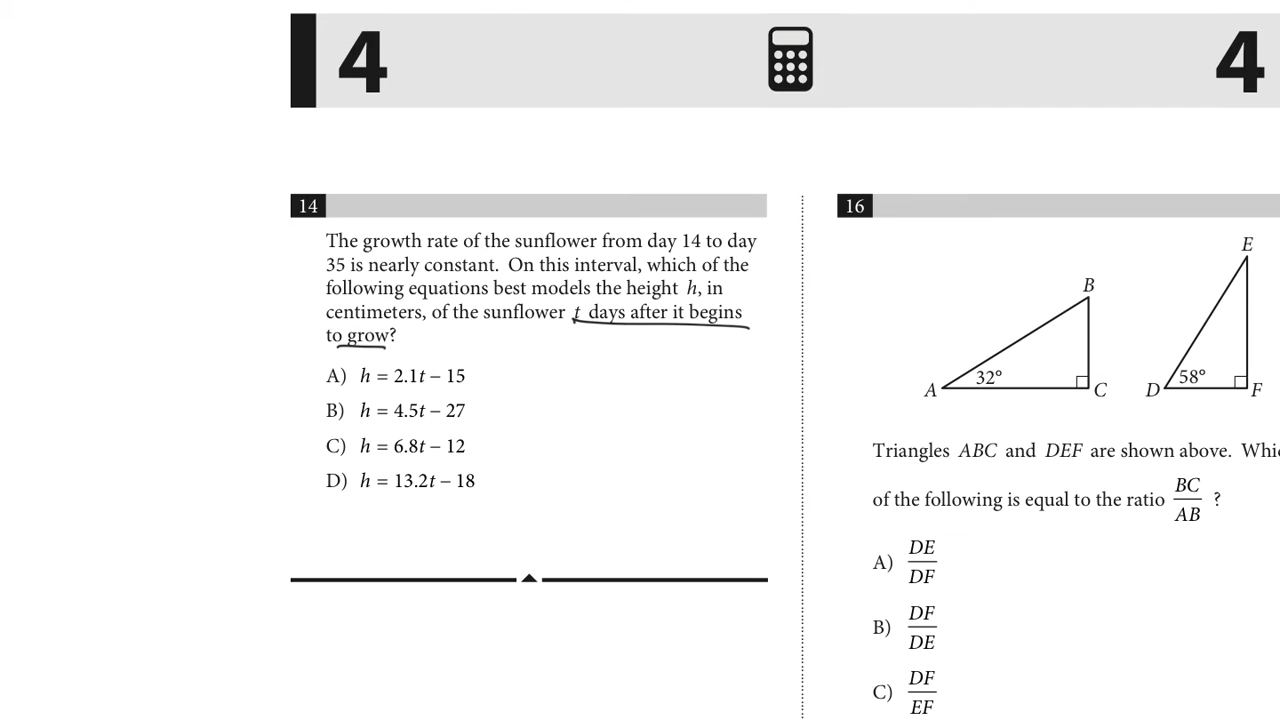 4 4
14
The growth rate of the sunflower from day 14 to day
35 is nearly constant. On this interval, which of the
following equations best models the height h, in
centimeters, of the sunflower t days after it begins
to grow?
A) h = 2.1t – 15
B) h = 4.5t – 27
C) h = 6.8t – 12
D) h = 13.2t – 18
16
E
B
32°
58°
A
C
D
F
Triangles ABC and DEF are shown above.
of the following is equal to the ratio BC/AB ?
A) DE/DF
B) DF/DE
C) DF/EF